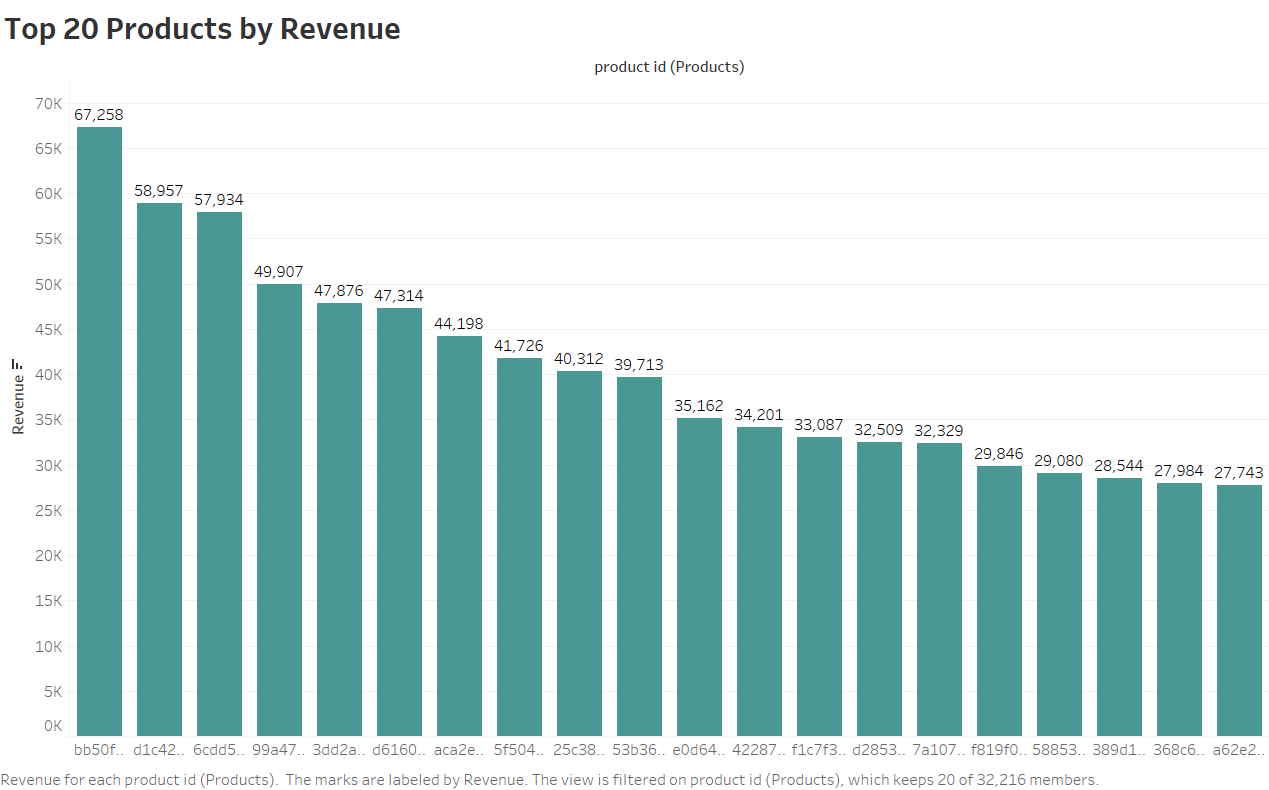 Top 20 Products by Revenue
product id (Products)
Revenue
70K
65K
60K
55K
50K
45K
40K
35K
30K
25K
20K
15K
10K
5K
0K
67,258
58,957
57,934
49,907
47,876
47,314
44,198
41,726
40,312
39,713
35,162
34,201
33,087
32,509
32,329
29,846
29,080
28,544
27,984
27,743
bb50f.. d1c42.. 6cdd5.. 99a47.. 3dd2a.. d6160.. aca2e.. 5f504.. 25c38.. 53b36.. e0d64.. 42287.. f1c7f3.. d2853.. 7a107.. f819f0.. 58853.. 389d1.. 368c6.. a62e2..
Revenue for each product id (Products).  The marks are labeled by Revenue. The view is filtered on product id (Products), which keeps 20 of 32,216 members.